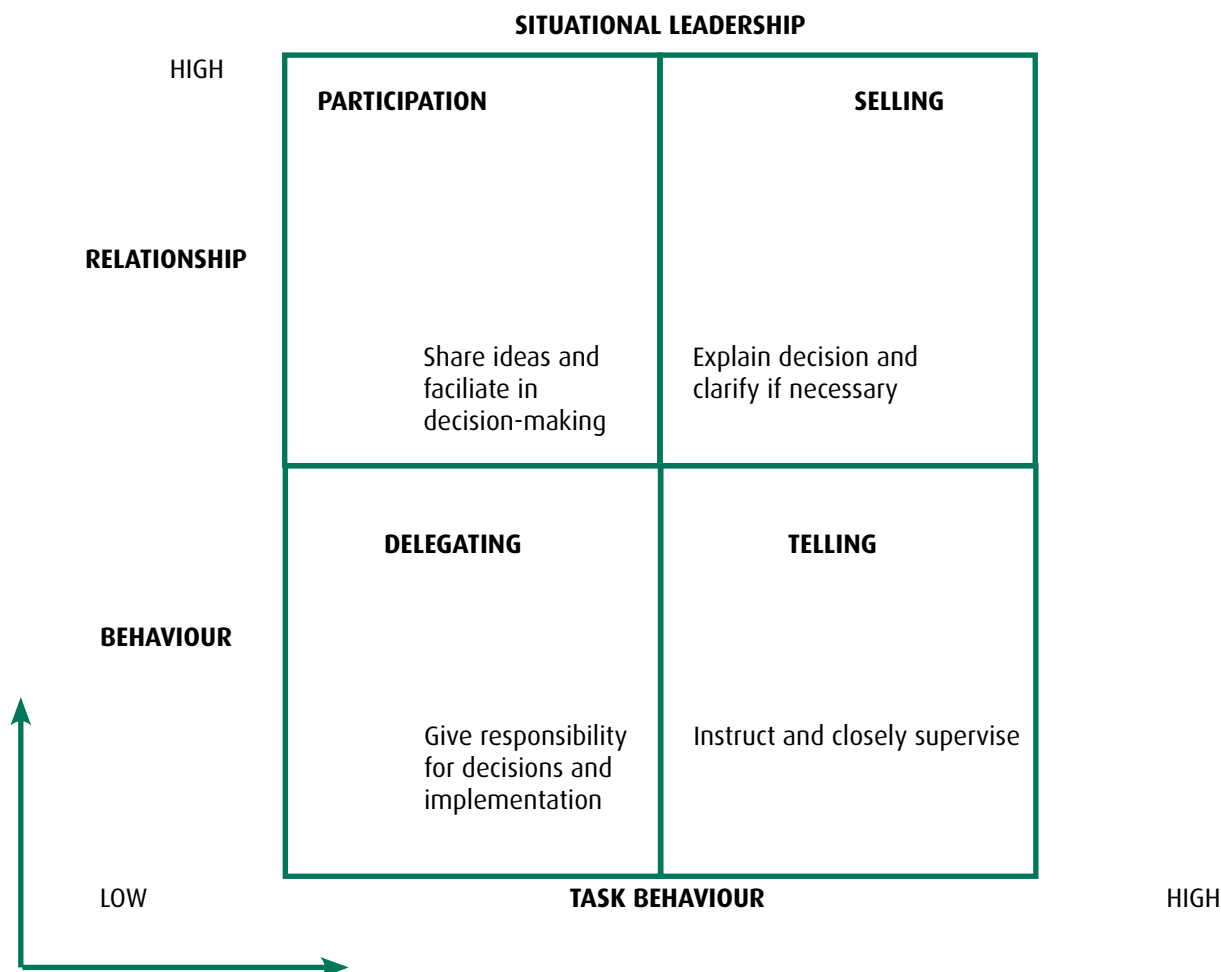 SITUATIONAL LEADERSHIP
HIGH
PARTICIPATION
SELLING
RELATIONSHIP
Share ideas and
faciliate in
decision-making
Explain decision and
clarify if necessary
DELEGATING
TELLING
BEHAVIOUR
Give responsibility
for decisions and
implementation
Instruct and closely supervise
LOW
TASK BEHAVIOUR
HIGH